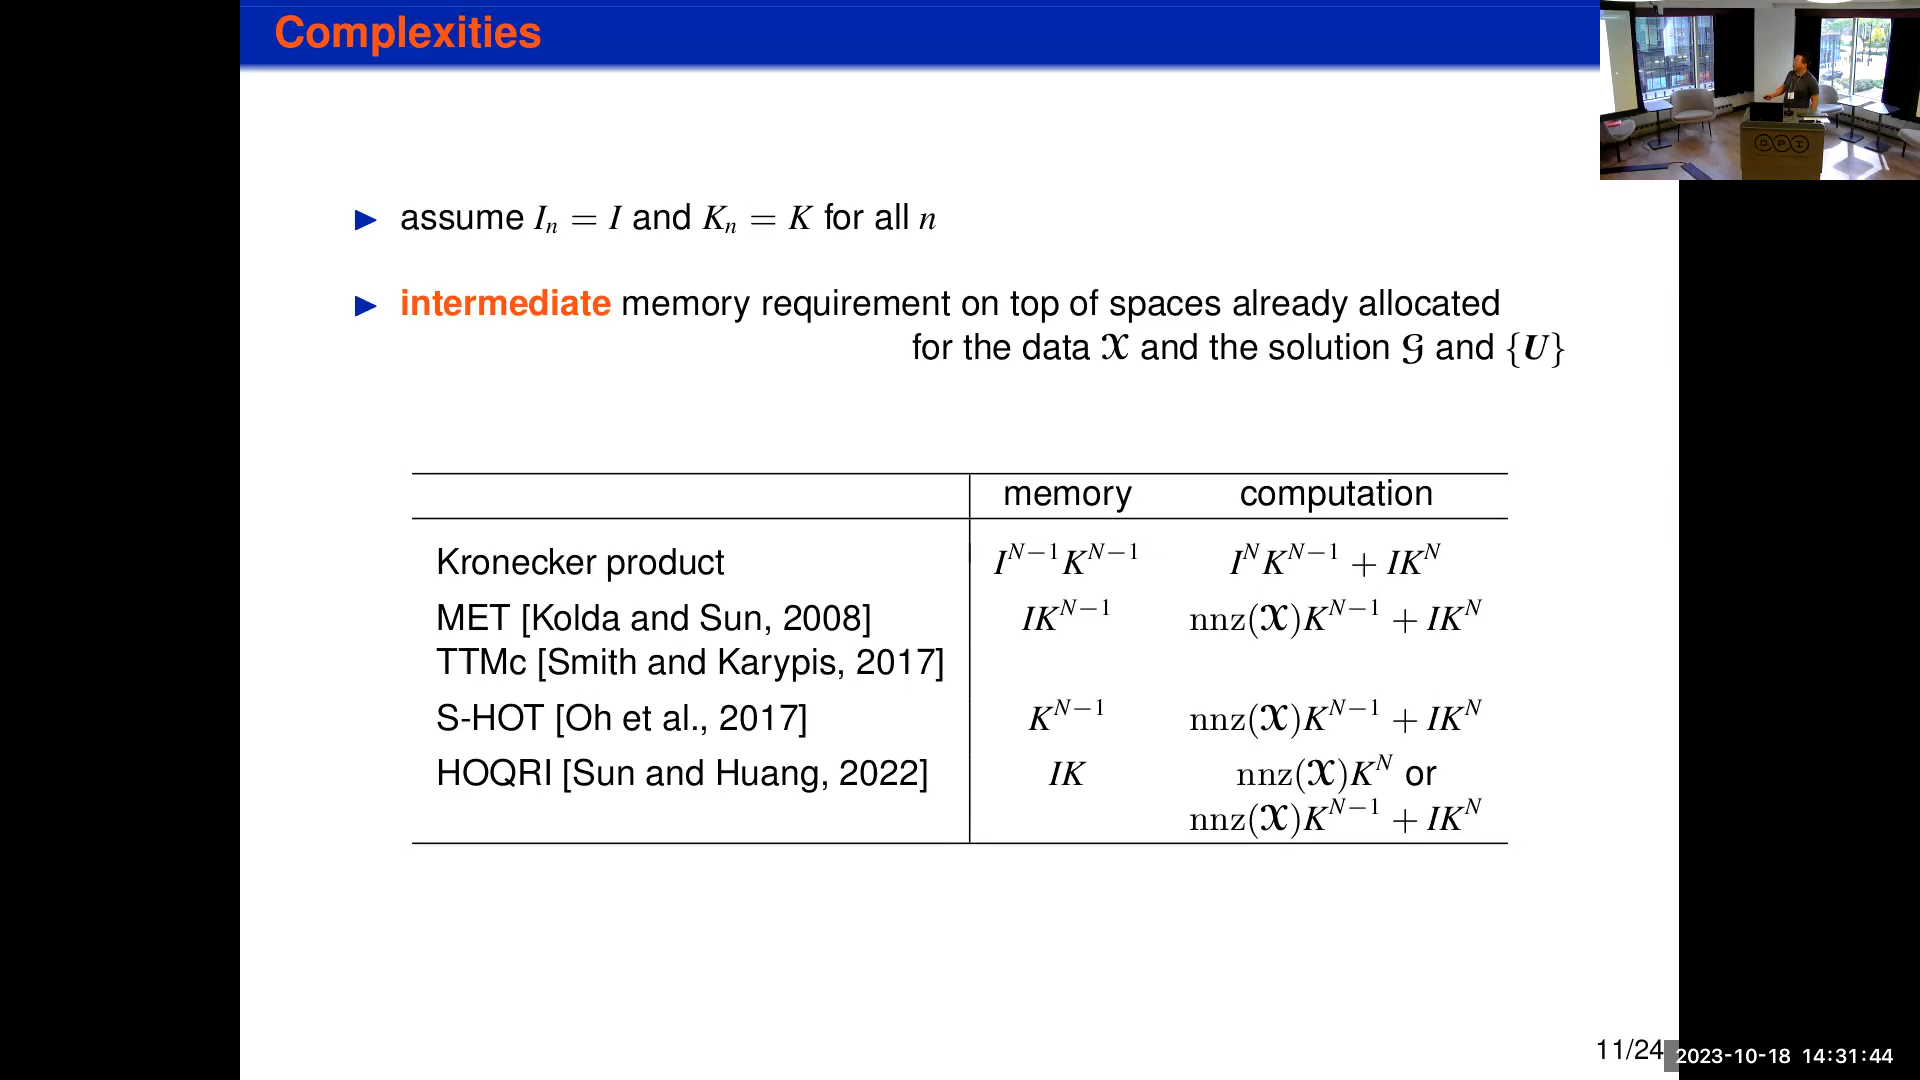 Complexities
▶ assume Iₙ = I and Kₙ = K for all n
▶ intermediate memory requirement on top of spaces already allocated
for the data 𝒳 and the solution 𝒢 and {U}
memory computation
Kronecker product I^{N−1}K^{N−1} I^N K^{N−1} + IK^N
MET [Kolda and Sun, 2008] IK^{N−1} nnz(𝒳)K^{N−1} + IK^N
TTMc [Smith and Karypis, 2017]
S-HOT [Oh et al., 2017] K^{N−1} nnz(𝒳)K^{N−1} + IK^N
HOQRI [Sun and Huang, 2022] IK nnz(𝒳)K^N or
nnz(𝒳)K^{N−1} + IK^N
11/24
2023-10-18 14:31:44
DPI